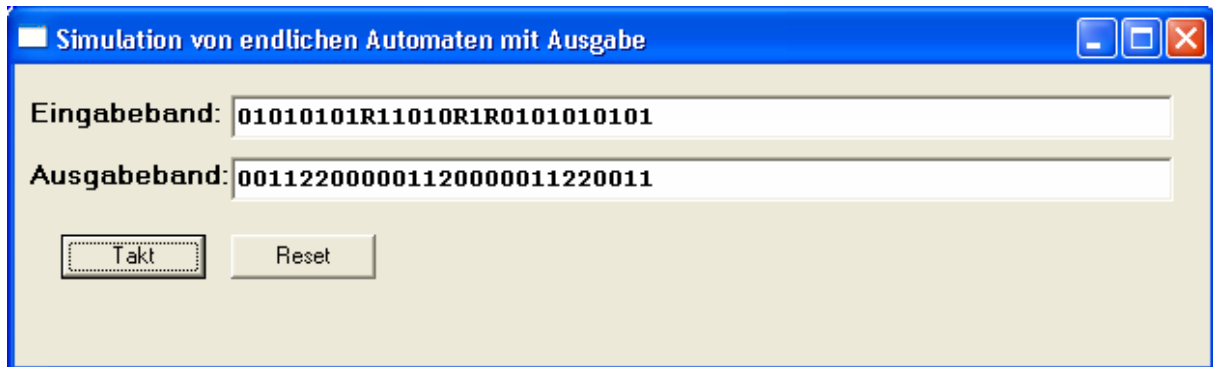 Simulation von endlichen Automaten mit Ausgabe
Eingabeband: 01010101R11010R1R0101010101
Ausgabeband: 001122000001120000011220011
Takt Reset